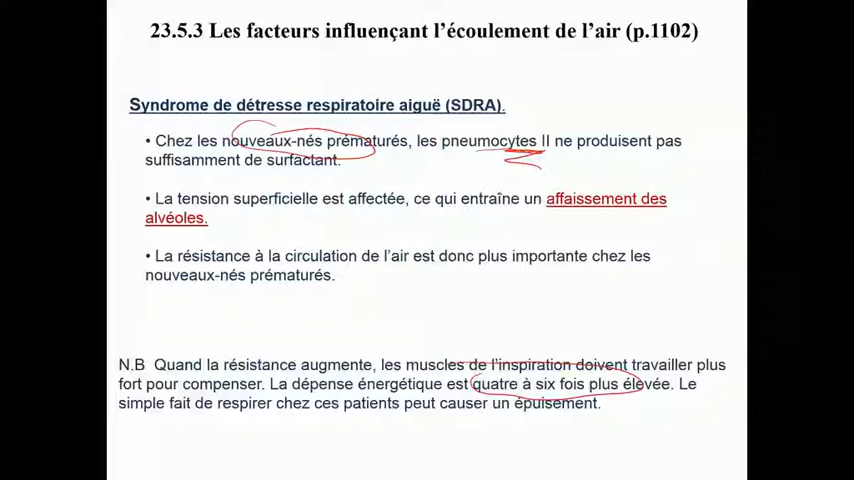 23.5.3 Les facteurs influençant l’écoulement de l’air (p.1102)
Syndrome de détresse respiratoire aiguë (SDRA).
• Chez les nouveaux-nés prématurés, les pneumocytes II ne produisent pas
suffisamment de surfactant.
• La tension superficielle est affectée, ce qui entraîne un affaissement des
alvéoles.
• La résistance à la circulation de l’air est donc plus importante chez les
nouveaux-nés prématurés.
N.B Quand la résistance augmente, les muscles de l’inspiration doivent travailler plus
fort pour compenser. La dépense énergétique est quatre à six fois plus élevée. Le
simple fait de respirer chez ces patients peut causer un épuisement.